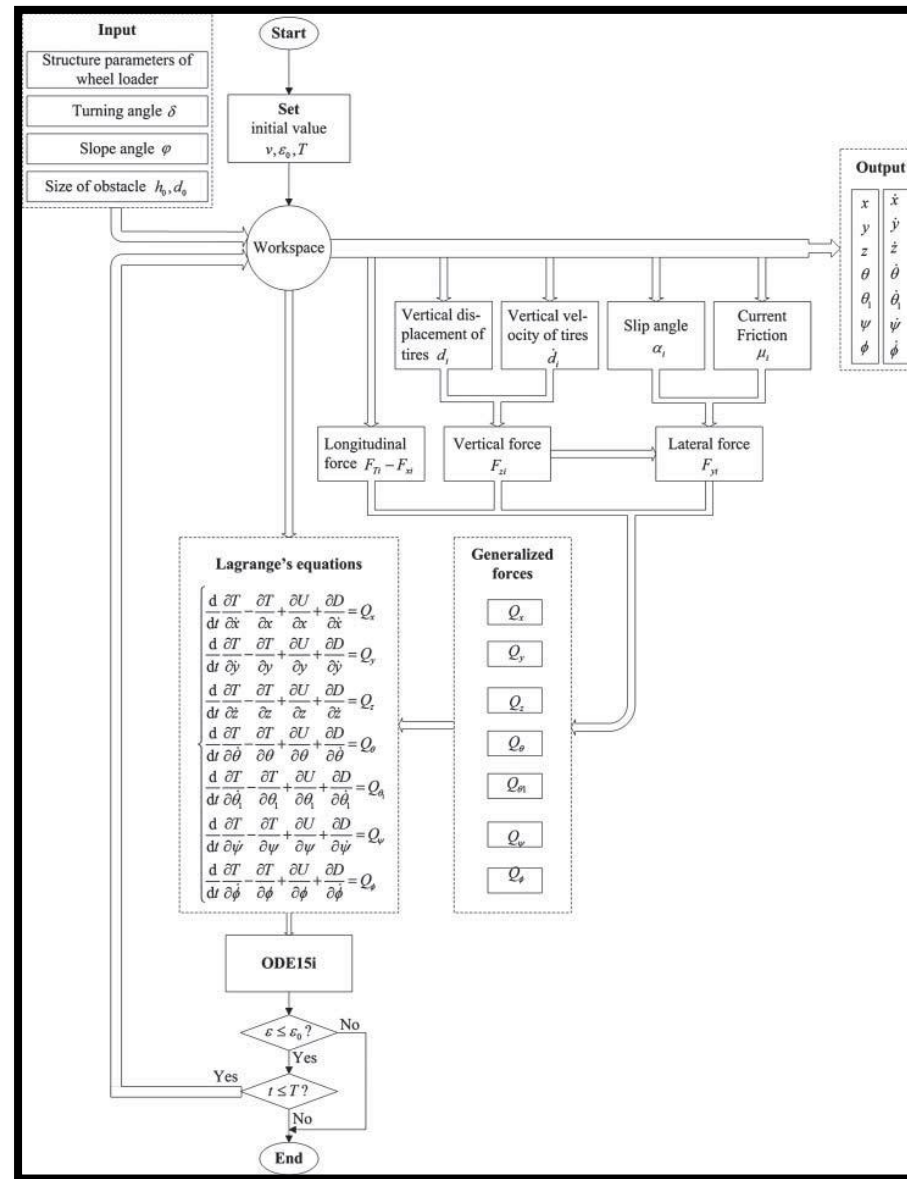 Input
Structure parameters of
wheel loader
Turning angle δ
Slope angle φ
Size of obstacle h₀, d₀
Start
Set
initial value
v, ε₀, T
Workspace
Output
x ẋ
y ẏ
z ż
θ θ̇
θ₁ θ̇₁
ψ ψ̇
ϕ ϕ̇
Vertical dis-
placement of
tires dᵢ
Vertical vel-
ocity of tires
ḋᵢ
Slip angle
αᵢ
Current
Friction
μᵢ
Longitudinal
force F_Ti − F_xi
Vertical force
F_zi
Lateral force
F_yt
Lagrange's equations
d/dt ∂T/∂ẋ − ∂T/∂x + ∂U/∂x + ∂D/∂ẋ = Q_x
d/dt ∂T/∂ẏ − ∂T/∂y + ∂U/∂y + ∂D/∂ẏ = Q_y
d/dt ∂T/∂ż − ∂T/∂z + ∂U/∂z + ∂D/∂ż = Q_z
d/dt ∂T/∂θ̇ − ∂T/∂θ + ∂U/∂θ + ∂D/∂θ̇ = Q_θ
d/dt ∂T/∂θ̇₁ − ∂T/∂θ₁ + ∂U/∂θ₁ + ∂D/∂θ̇₁ = Q_θ₁
d/dt ∂T/∂ψ̇ − ∂T/∂ψ + ∂U/∂ψ + ∂D/∂ψ̇ = Q_ψ
d/dt ∂T/∂ϕ̇ − ∂T/∂ϕ + ∂U/∂ϕ + ∂D/∂ϕ̇ = Q_ϕ
Generalized
forces
Q_x
Q_y
Q_z
Q_θ
Q_θ1
Q_ψ
Q_ϕ
ODE15i
ε ≤ ε₀?
No
Yes
Yes
t ≤ T?
No
End